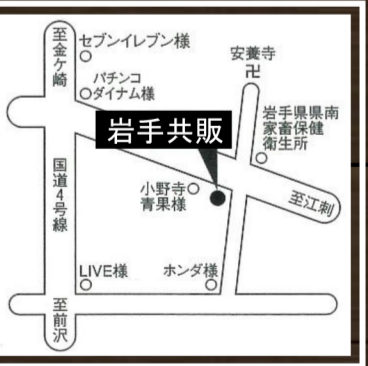 至金ケ崎
セブンイレブン様
パチンコ
ダイナム様
安養寺
卍
岩手県県南
家畜保健
衛生所
岩手共販
国道4号線
小野寺
青果様
至江刺
LIVE様
ホンダ様
至前沢